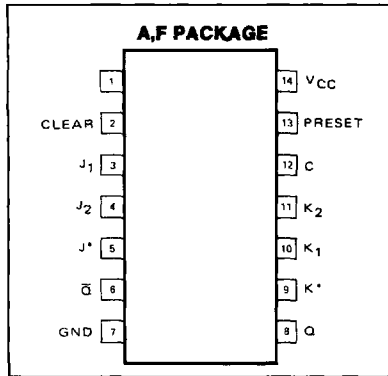 A,F PACKAGE
1 14 VCC
CLEAR 2 13 PRESET
J1 3 12 C
J2 4 11 K2
J* 5 10 K1
Q̅ 6 9 K*
GND 7 8 Q